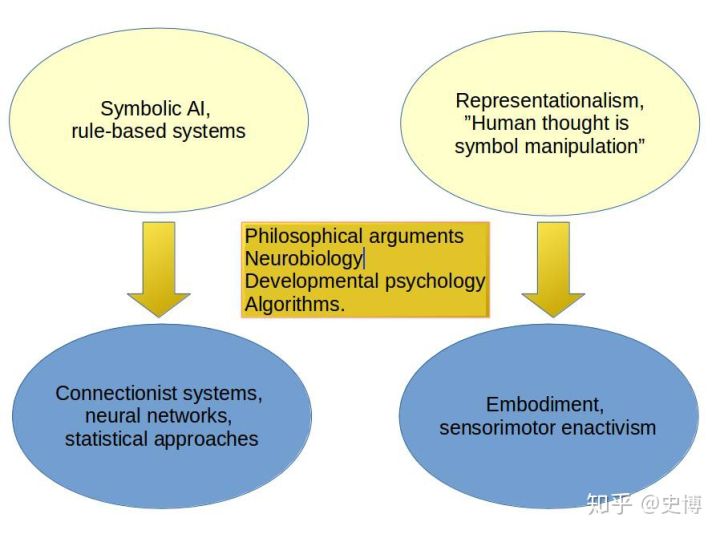 Symbolic AI,
rule-based systems
Representationalism,
”Human thought is
symbol manipulation”
Philosophical arguments
Neurobiology
Developmental psychology
Algorithms.
Connectionist systems,
neural networks,
statistical approaches
Embodiment,
sensorimotor enactivism
知乎 @史博